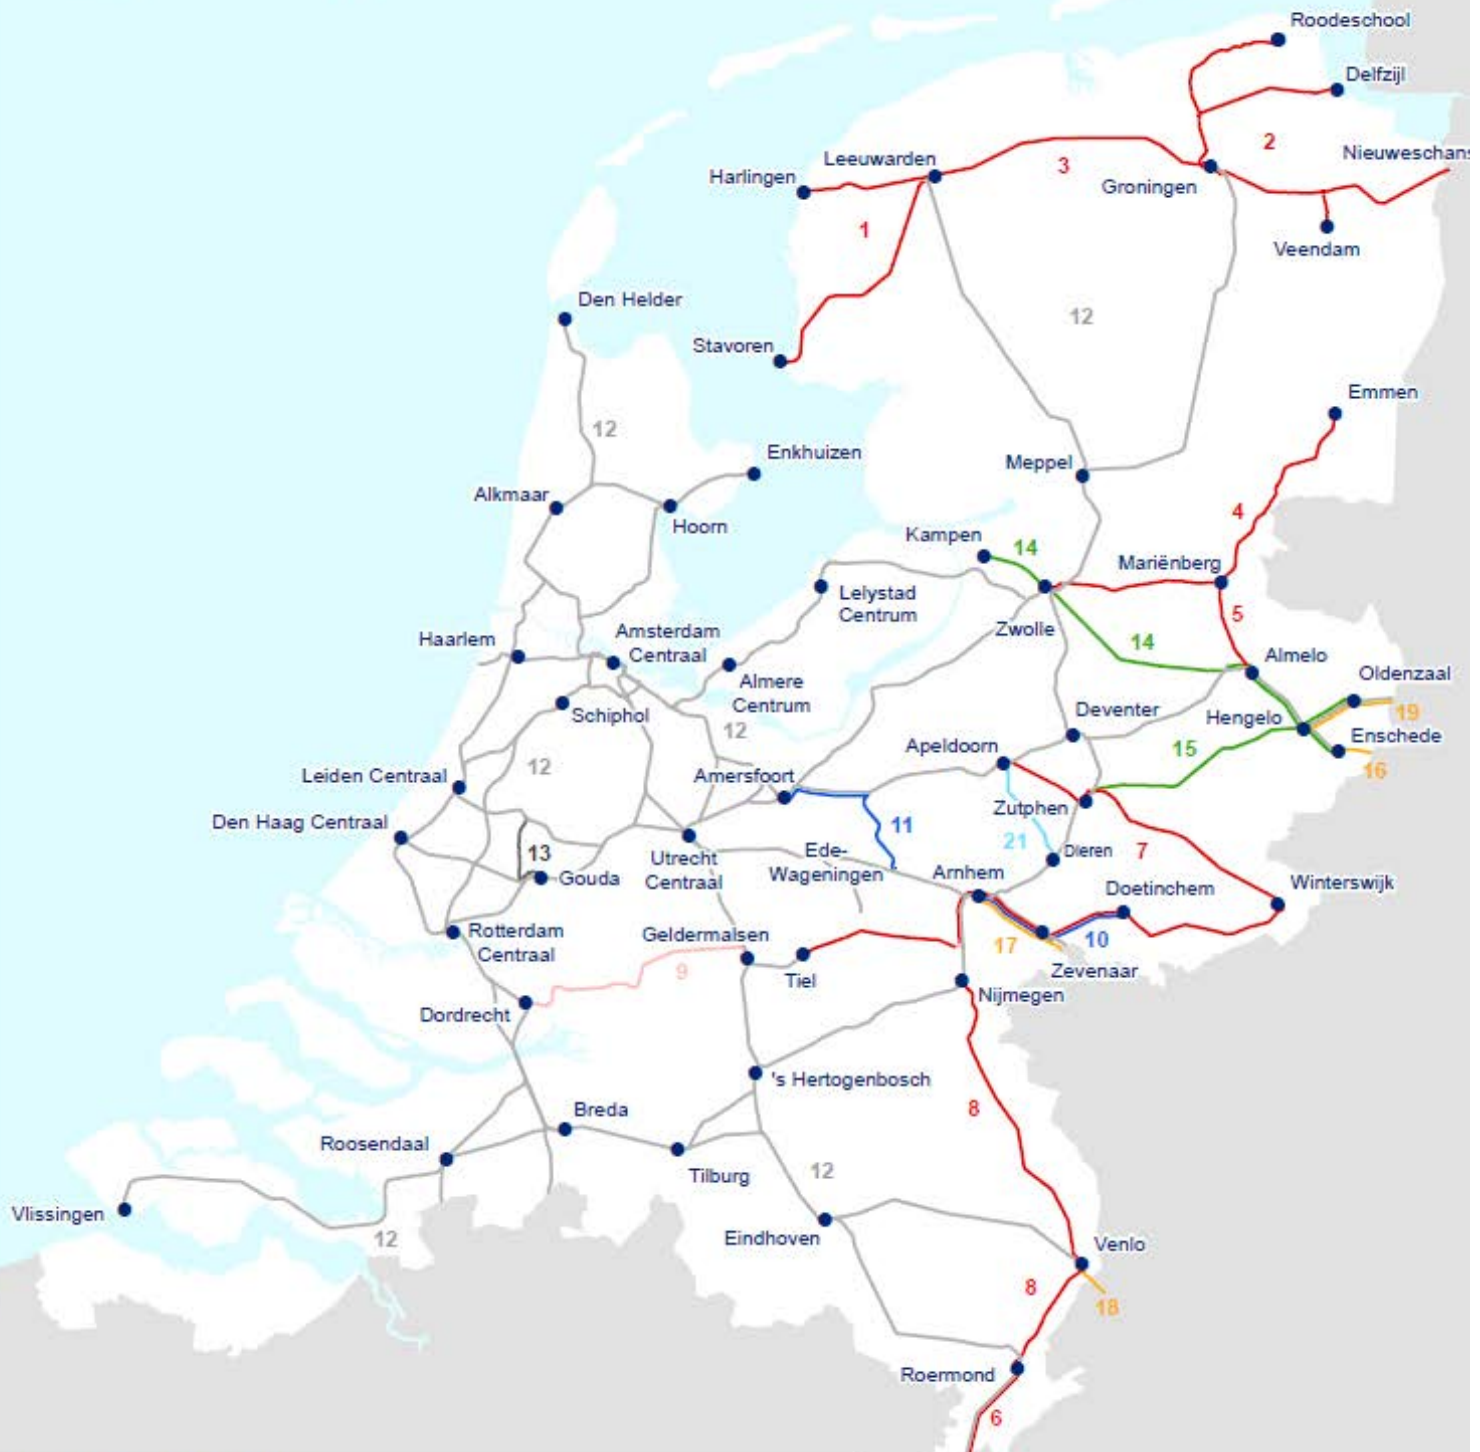 Roodeschool
Delfzijl
2
Nieuweschans
Leeuwarden
3
Harlingen
Groningen
1
Veendam
Den Helder
12
Stavoren
Emmen
12
Enkhuizen
Meppel
Alkmaar
4
Hoorn
Kampen
14
Mariënberg
Lelystad
Centrum
5
Haarlem
Amsterdam
Centraal
Zwolle
14
Almelo
Oldenzaal
Almere
Centrum
Schiphol
Deventer
Hengelo
19
12
Enschede
Apeldoorn
15
12
16
Leiden Centraal
Amersfoort
Zutphen
Den Haag Centraal
11
21
7
13
Utrecht
Centraal
Ede-
Wageningen
Dieren
Gouda
Arnhem
Doetinchem
Winterswijk
Rotterdam
Centraal
Geldermalsen
17
10
9
Tiel
Zevenaar
Nijmegen
Dordrecht
's Hertogenbosch
8
Breda
Roosendaal
12
Tilburg
Vlissingen
12
Eindhoven
Venlo
8
18
Roermond
6